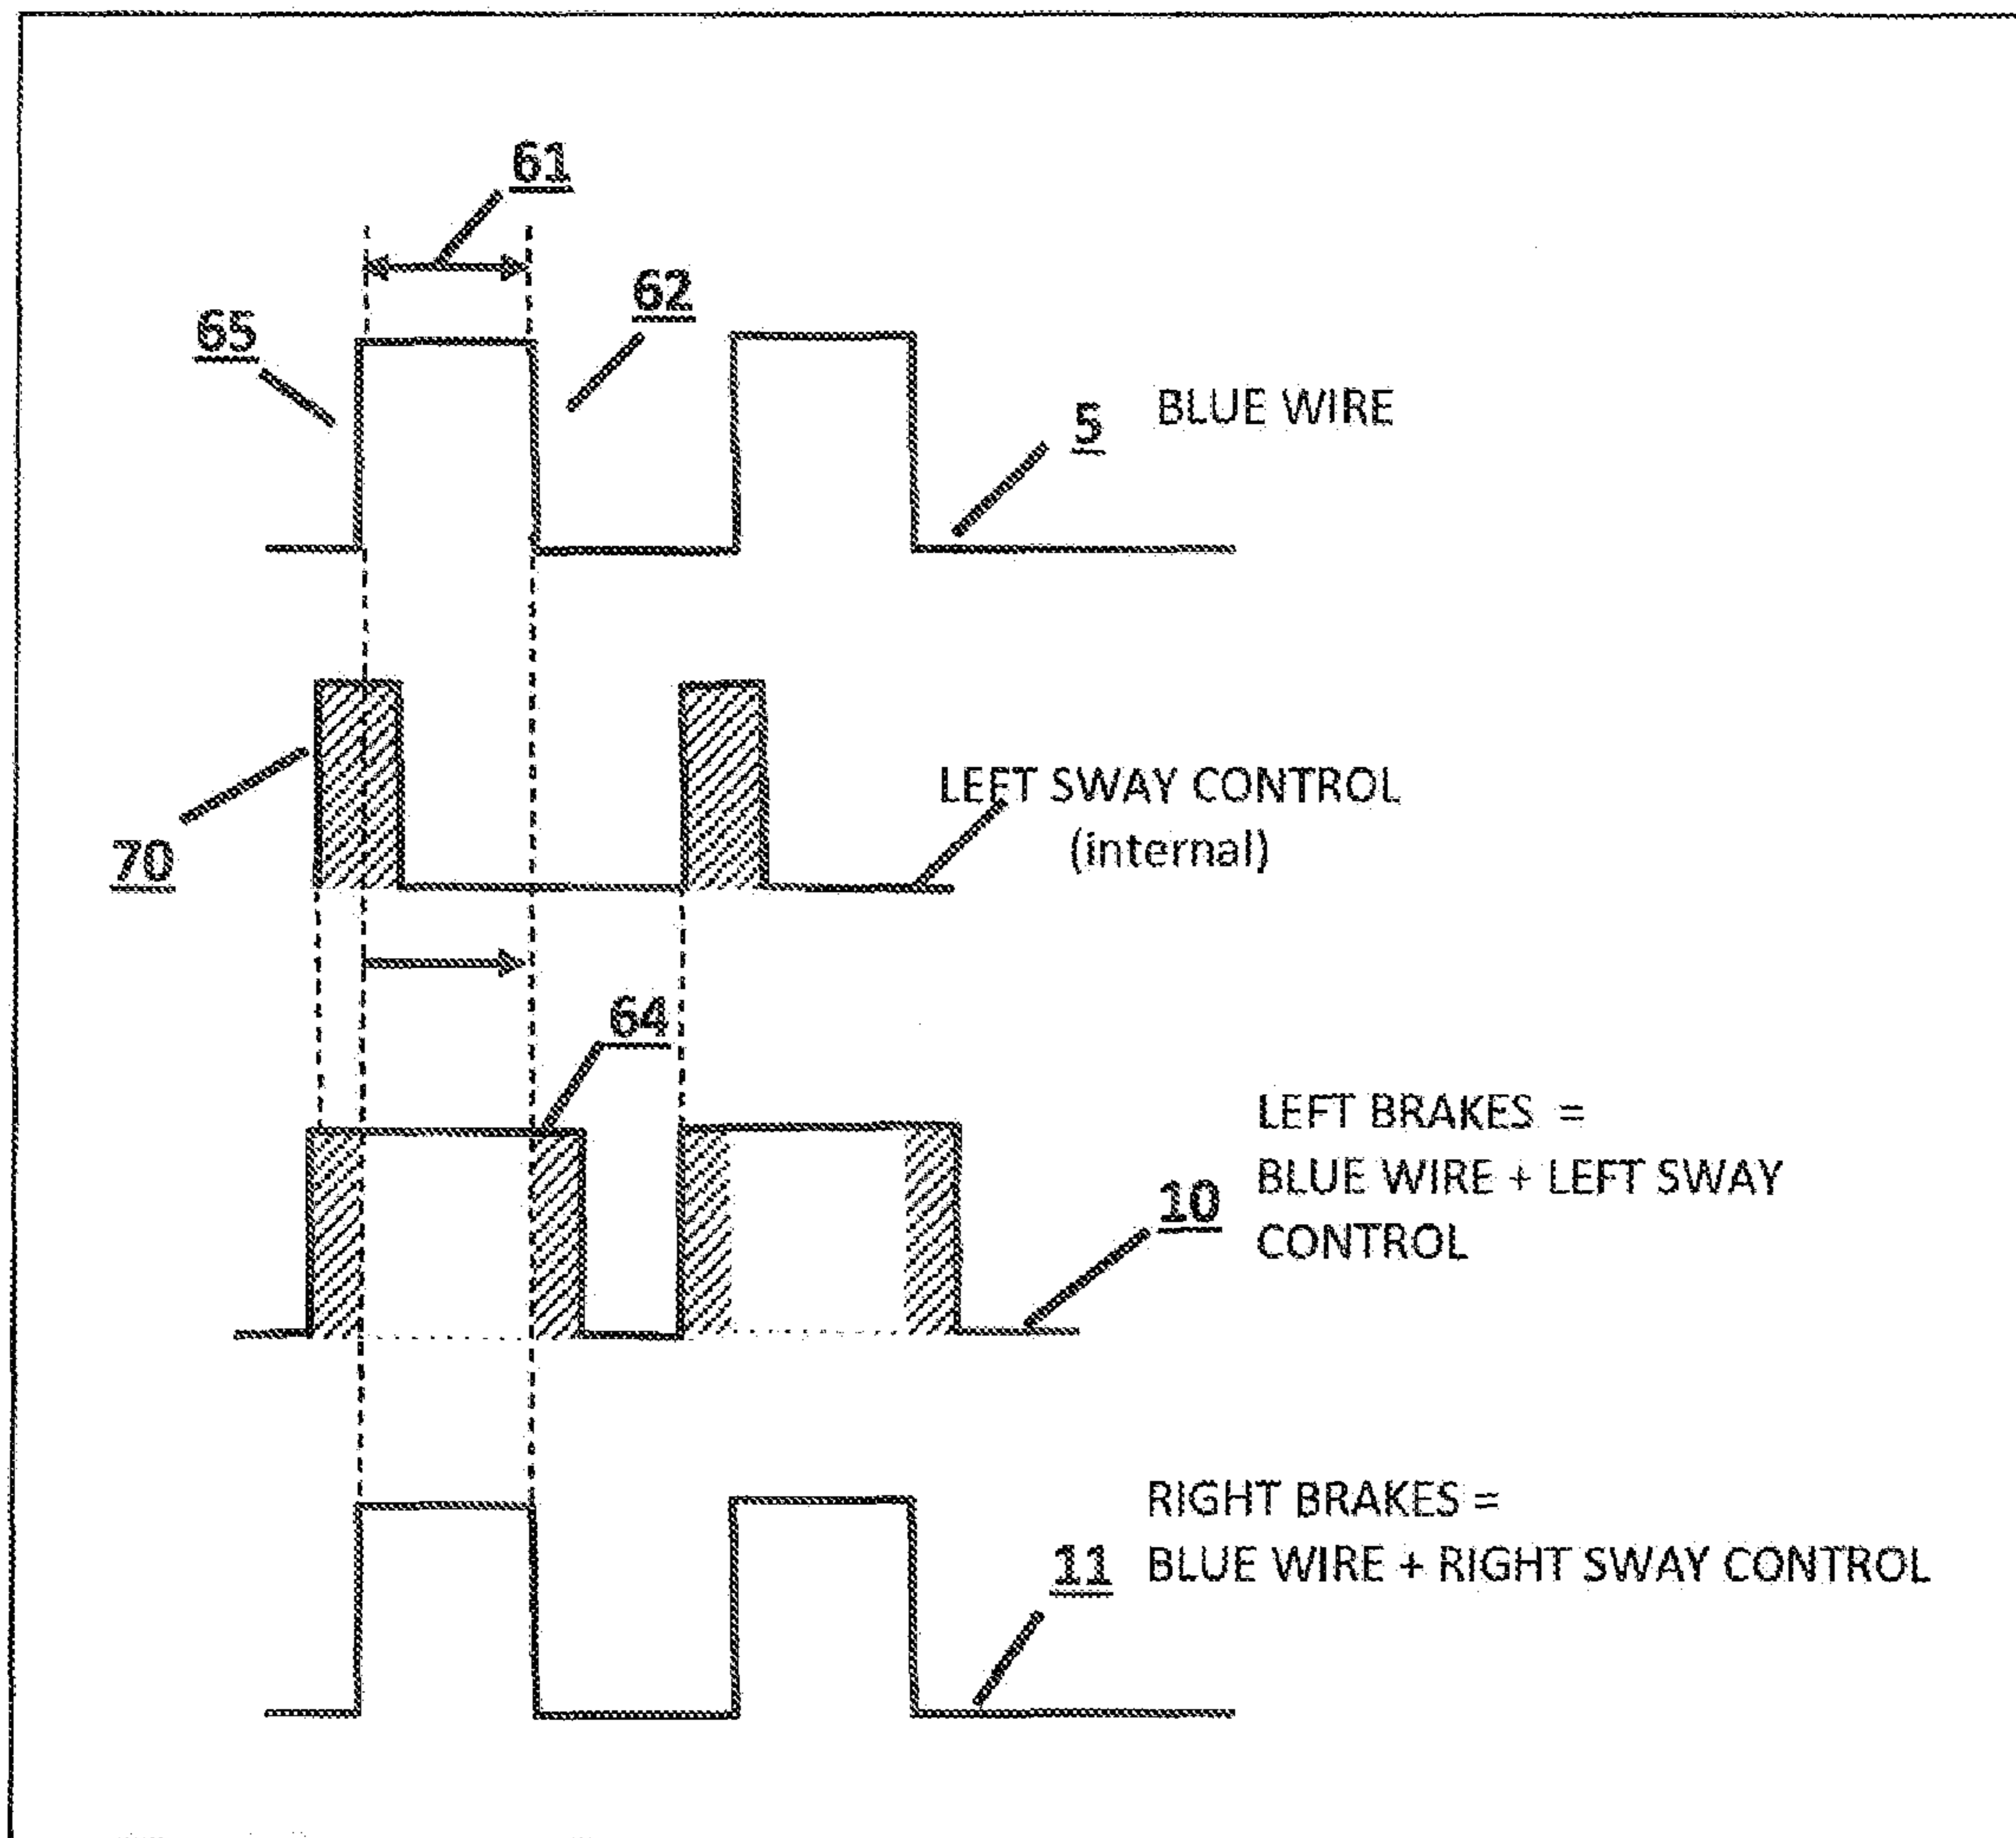 61
62
65
5 BLUE WIRE
LEFT SWAY CONTROL
(internal)
70
64
LEFT BRAKES =
BLUE WIRE + LEFT SWAY
10
CONTROL
RIGHT BRAKES =
11 BLUE WIRE + RIGHT SWAY CONTROL